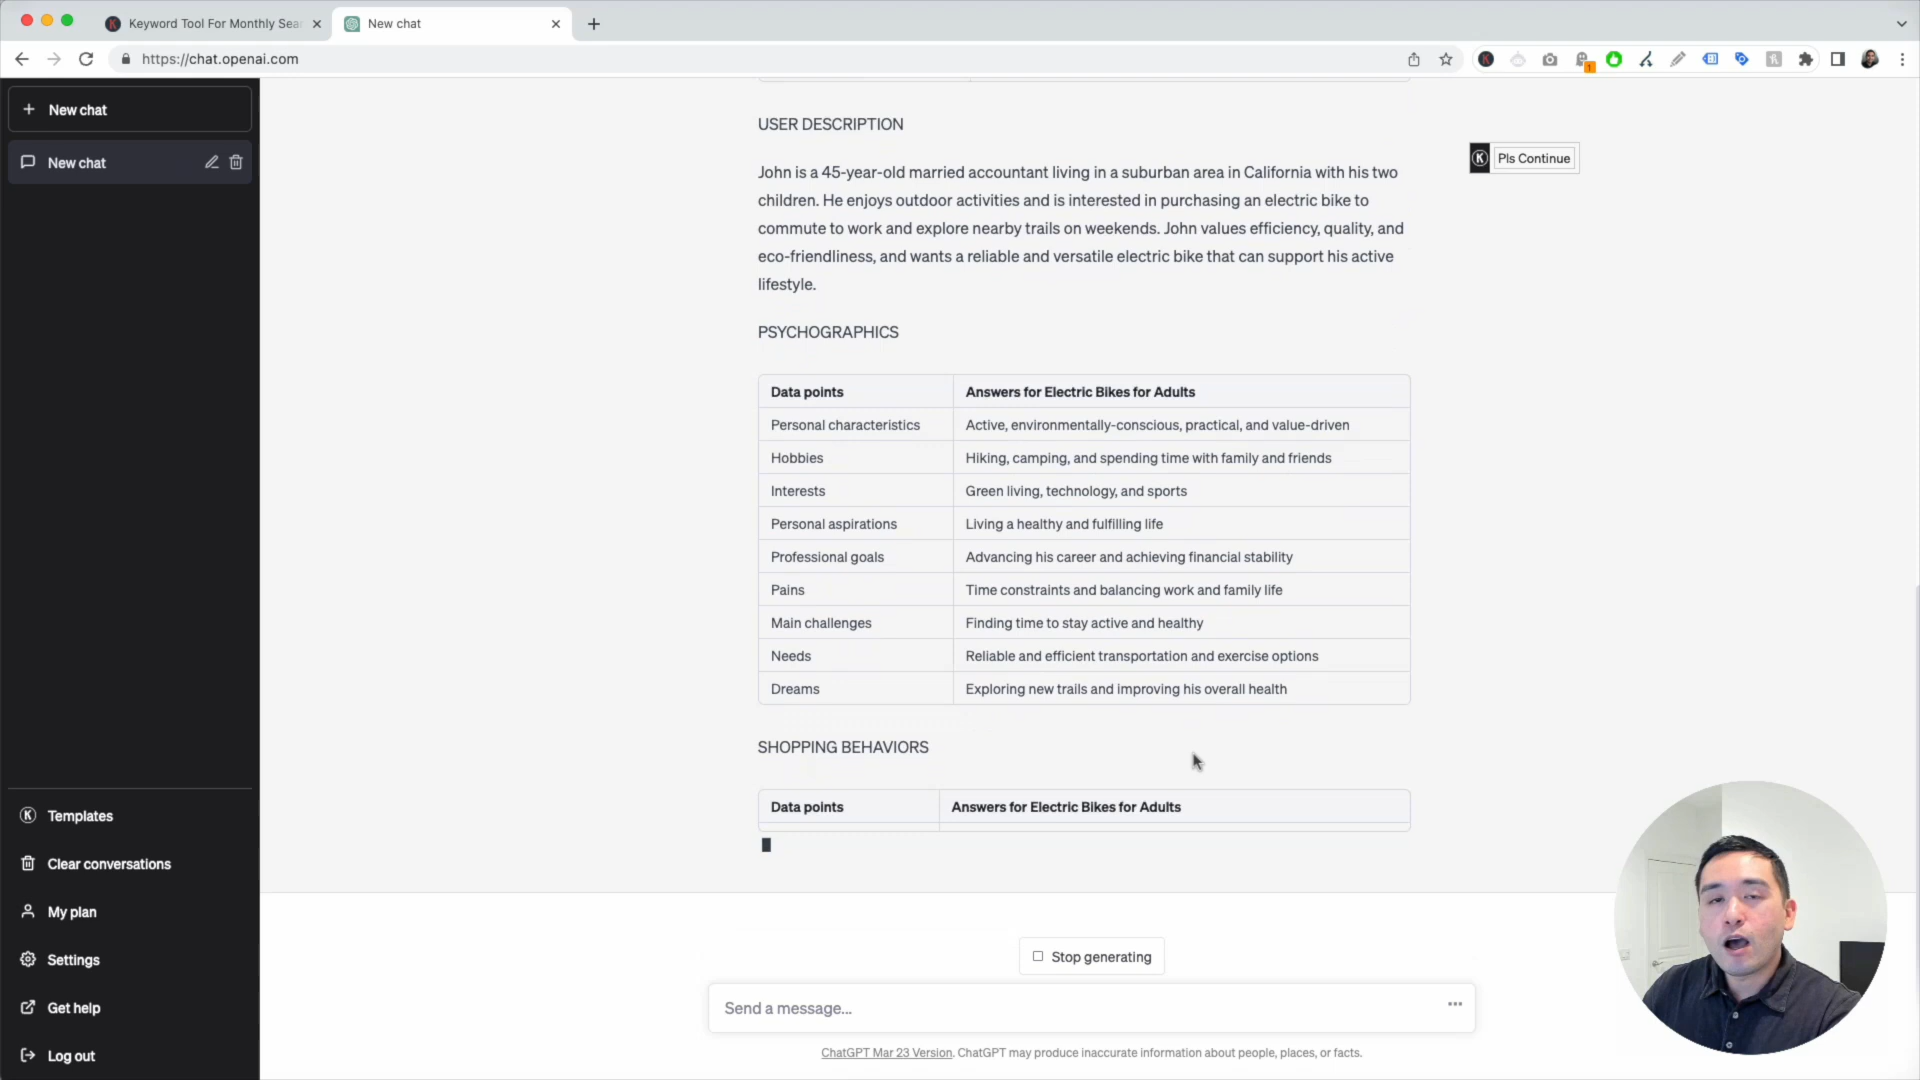 Keyword Tool For Monthly Sea
New chat
https://chat.openai.com
1
New chat
New chat
USER DESCRIPTION
K Pls Continue
John is a 45-year-old married accountant living in a suburban area in California with his two
children. He enjoys outdoor activities and is interested in purchasing an electric bike to
commute to work and explore nearby trails on weekends. John values efficiency, quality, and
eco-friendliness, and wants a reliable and versatile electric bike that can support his active
lifestyle.
PSYCHOGRAPHICS
Data points Answers for Electric Bikes for Adults
Personal characteristics Active, environmentally-conscious, practical, and value-driven
Hobbies Hiking, camping, and spending time with family and friends
Interests Green living, technology, and sports
Personal aspirations Living a healthy and fulfilling life
Professional goals Advancing his career and achieving financial stability
Pains Time constraints and balancing work and family life
Main challenges Finding time to stay active and healthy
Needs Reliable and efficient transportation and exercise options
Dreams Exploring new trails and improving his overall health
SHOPPING BEHAVIORS
Data points Answers for Electric Bikes for Adults
K Templates
Clear conversations
My plan
Settings
Get help
Log out
Stop generating
Send a message...
ChatGPT Mar 23 Version. ChatGPT may produce inaccurate information about people, places, or facts.